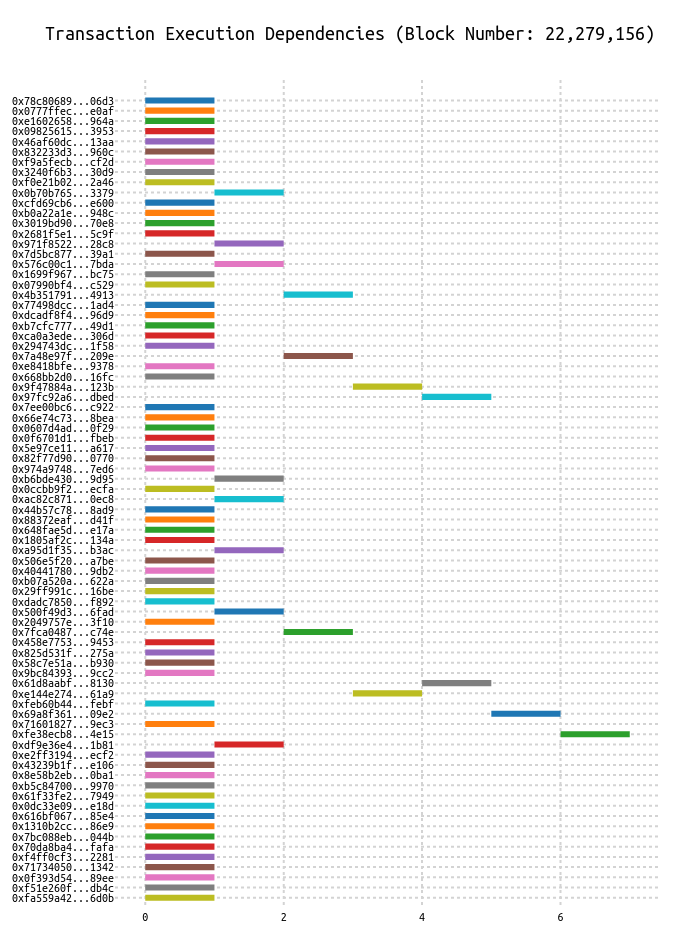 Transaction Execution Dependencies (Block Number: 22,279,156)
0x78c80689...06d3
0x0777ffec...e0af
0xe1602658...964a
0x09825615...3953
0x46af60dc...13aa
0x832233d3...960c
0xf9a5fecb...cf2d
0x3240f6b3...30d9
0xf0e21b02...2a46
0x0b70b765...3379
0xcfd69cb6...e600
0xb0a22a1e...948c
0x3019bd90...70e8
0x2681f5e1...5c9f
0x971f8522...28c8
0x7d5bc877...39a1
0x576c00c1...7bda
0x1699f967...bc75
0x07990bf4...c529
0x4b351791...4913
0x77498dcc...1ad4
0xdcadf8f4...96d9
0xb7cfc777...49d1
0xca0a3ede...306d
0x294743dc...1f58
0x7a48e97f...209e
0xe8418bfe...9378
0x668bb2d0...16fc
0x9f47884a...123b
0x97fc92a6...dbed
0x7ee00bc6...c922
0x66e74c73...8bea
0x0607d4ad...0f29
0x0f6701d1...fbeb
0x5e97ce11...a617
0x82f77d90...0770
0x974a9748...7ed6
0xb6bde430...9d95
0x0ccbb9f2...ecfa
0xac82c871...0ec8
0x44b57c78...8ad9
0x88372eaf...d41f
0x648fae5d...e17a
0x1805af2c...134a
0xa95d1f35...b3ac
0x506e5f20...a7be
0x40441780...9db2
0xb07a520a...622a
0x29ff991c...16be
0xdadc7850...f892
0x500f49d3...6fad
0x2049757e...3f10
0x7fca0487...c74e
0x458e7753...9453
0x825d531f...275a
0x58c7e51a...b930
0x9bc84393...9cc2
0x61d8aabf...8130
0xe144e274...61a9
0xfeb60b44...febf
0x69a8f361...09e2
0x71601827...9ec3
0xfe38ecb8...4e15
0xdf9e36e4...1b81
0xe2ff3194...ecf2
0x43239b1f...e106
0x8e58b2eb...0ba1
0xb5c84700...9970
0x61f33fe2...7949
0x0dc33e09...e18d
0x616bf067...85e4
0x1310b2cc...86e9
0x7bc088eb...044b
0x70da8ba4...fafa
0xf4ff0cf3...2281
0x71734050...1342
0x0f393d54...89ee
0xf51e260f...db4c
0xfa559a42...6d0b
0 2 4 6